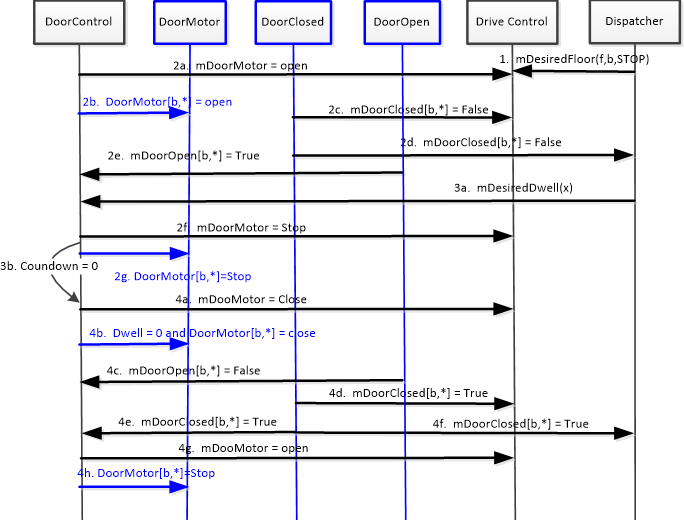 DoorControl
DoorMotor
DoorClosed
DoorOpen
Drive Control
Dispatcher
1.  mDesiredFloor(f,b,STOP)
2a.  mDoorMotor = open
2b.  DoorMotor[b,*] = open
2c.  mDoorClosed[b,*] = False
2d.  mDoorClosed[b,*] = False
2e.  mDoorOpen[b,*] = True
3a.  mDesiredDwell(x)
2f.  mDoorMotor = Stop
3b. Coundown = 0
2g. DoorMotor[b,*]=Stop
4a.  mDooMotor = Close
4b.  Dwell = 0 and DoorMotor[b,*] = close
4c.  mDoorOpen[b,*] = False
4d.  mDoorClosed[b,*] = True
4e.  mDoorClosed[b,*] = True
4f.  mDoorClosed[b,*] = True
4g.  mDooMotor = open
4h. DoorMotor[b,*]=Stop